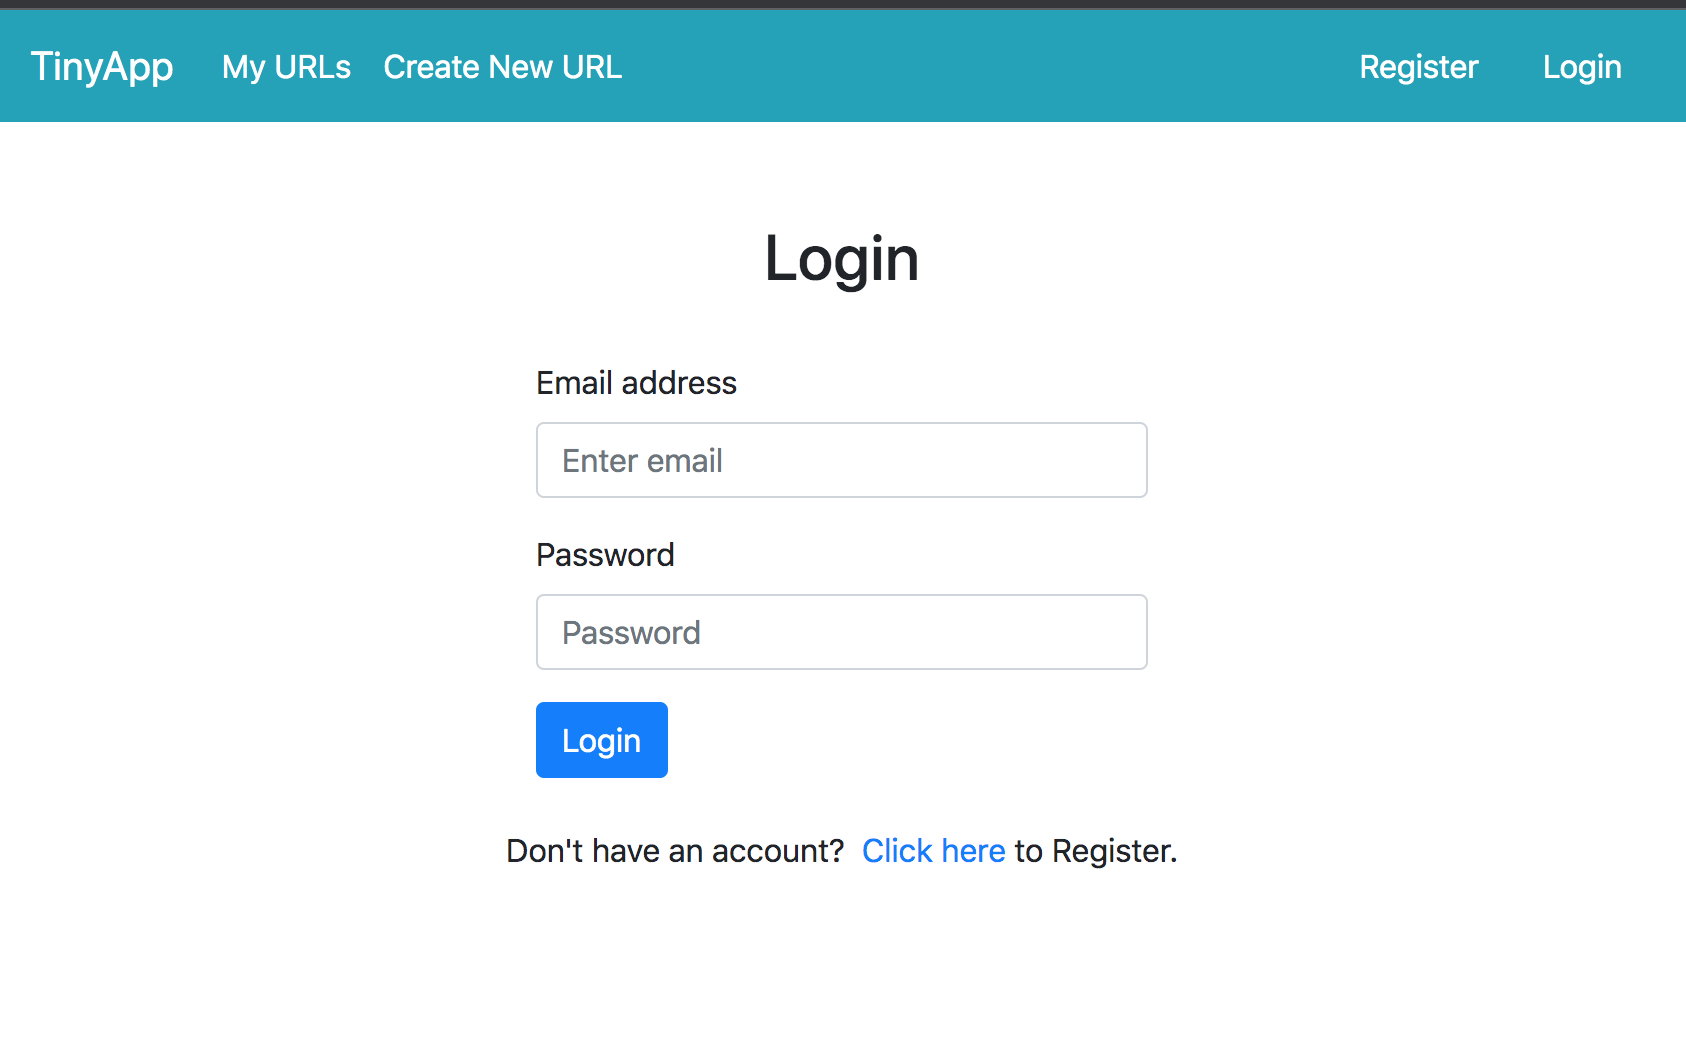 TinyApp My URLs Create New URL Register Login
Login
Email address
Enter email
Password
Password
Login
Don't have an account? Click here to Register.